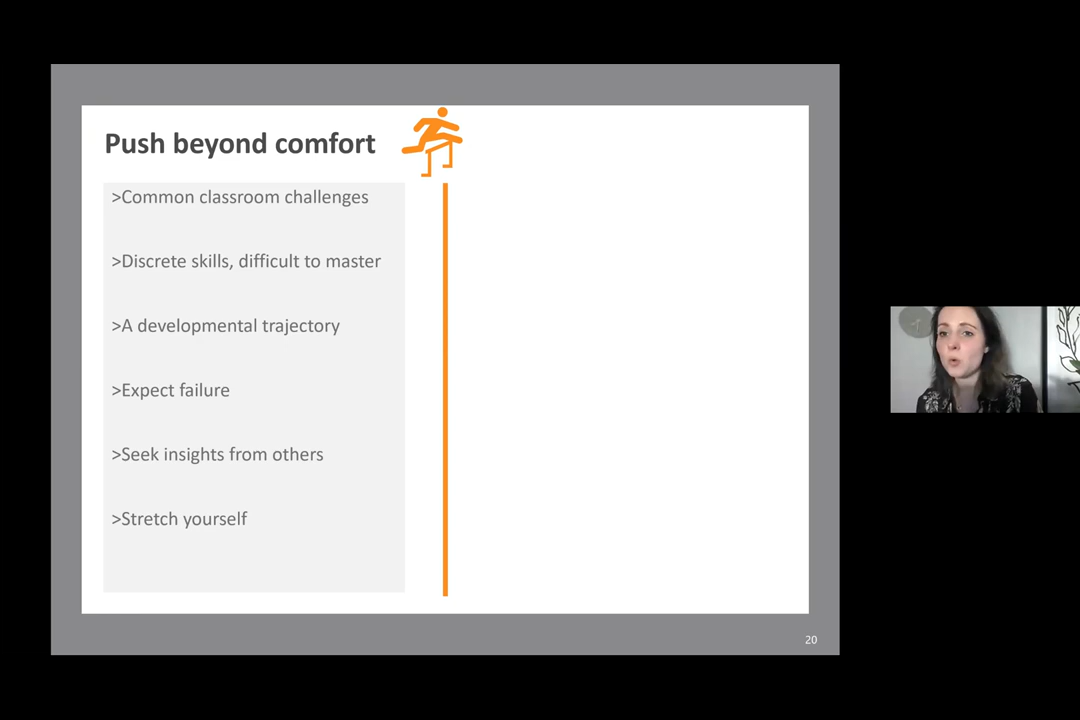 Push beyond comfort
>Common classroom challenges
>Discrete skills, difficult to master
>A developmental trajectory
>Expect failure
>Seek insights from others
>Stretch yourself
20